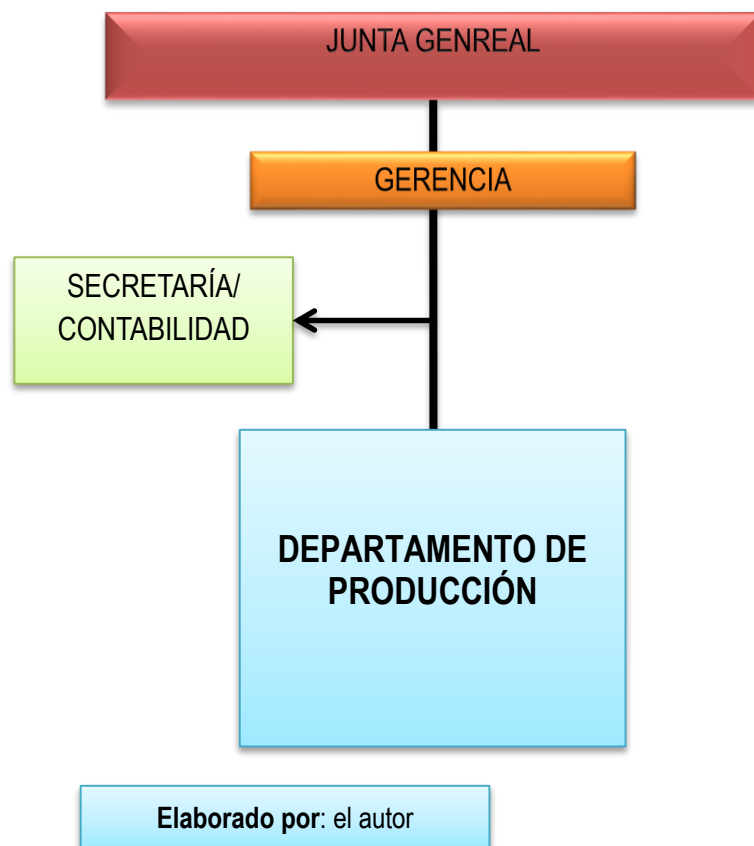 JUNTA GENREAL
GERENCIA
SECRETARÍA/
CONTABILIDAD
DEPARTAMENTO DE
PRODUCCIÓN
Elaborado por: el autor